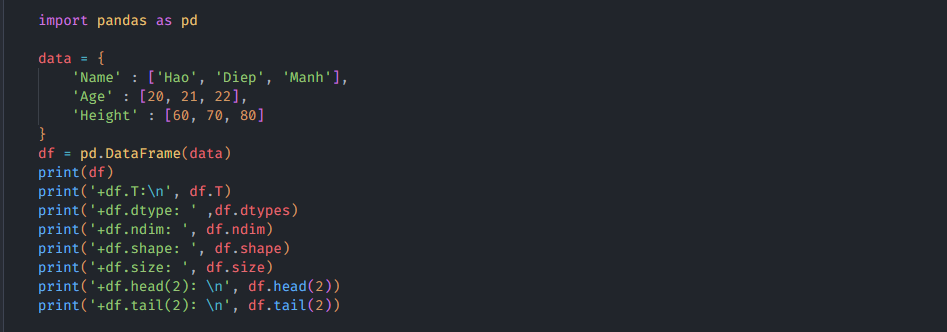 import pandas as pd
data = {
    'Name' : ['Hao', 'Diep', 'Manh'],
    'Age' : [20, 21, 22],
    'Height' : [60, 70, 80]
}
df = pd.DataFrame(data)
print(df)
print('+df.T:\n', df.T)
print('+df.dtype: ' ,df.dtypes)
print('+df.ndim: ', df.ndim)
print('+df.shape: ', df.shape)
print('+df.size: ', df.size)
print('+df.head(2): \n', df.head(2))
print('+df.tail(2): \n', df.tail(2))